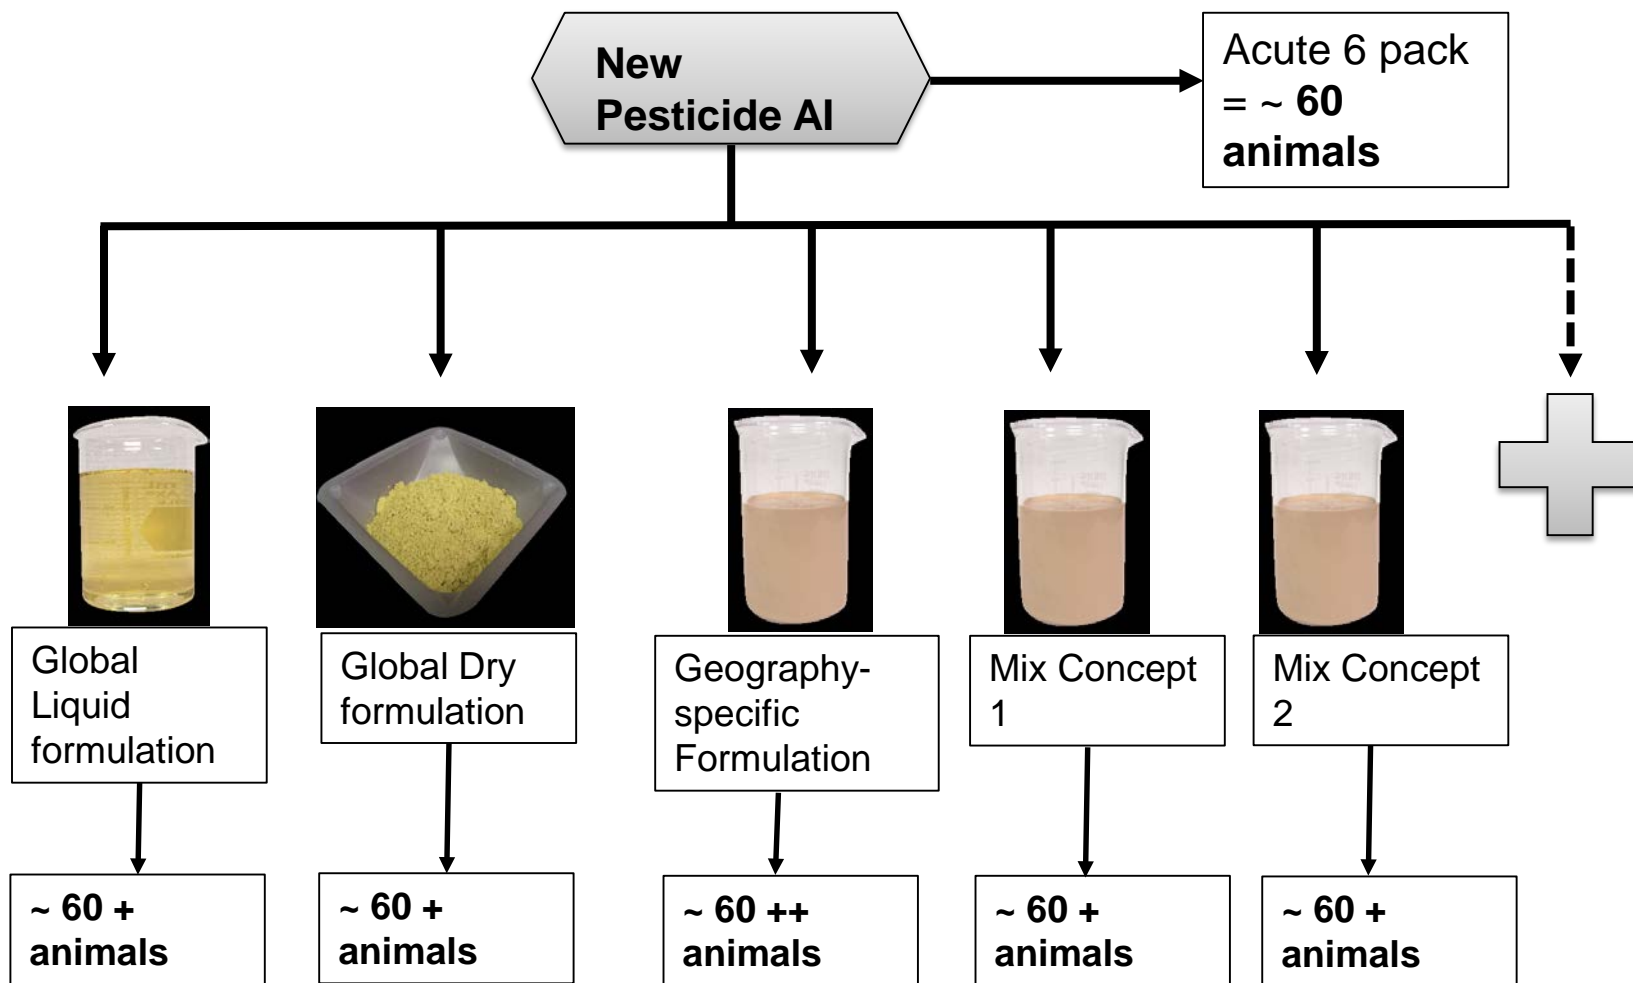 New
Pesticide AI
Acute 6 pack
= ~ 60
animals
Global
Liquid
formulation
Global Dry
formulation
Geography-
specific
Formulation
Mix Concept
1
Mix Concept
2
~ 60 +
animals
~ 60 +
animals
~ 60 ++
animals
~ 60 +
animals
~ 60 +
animals